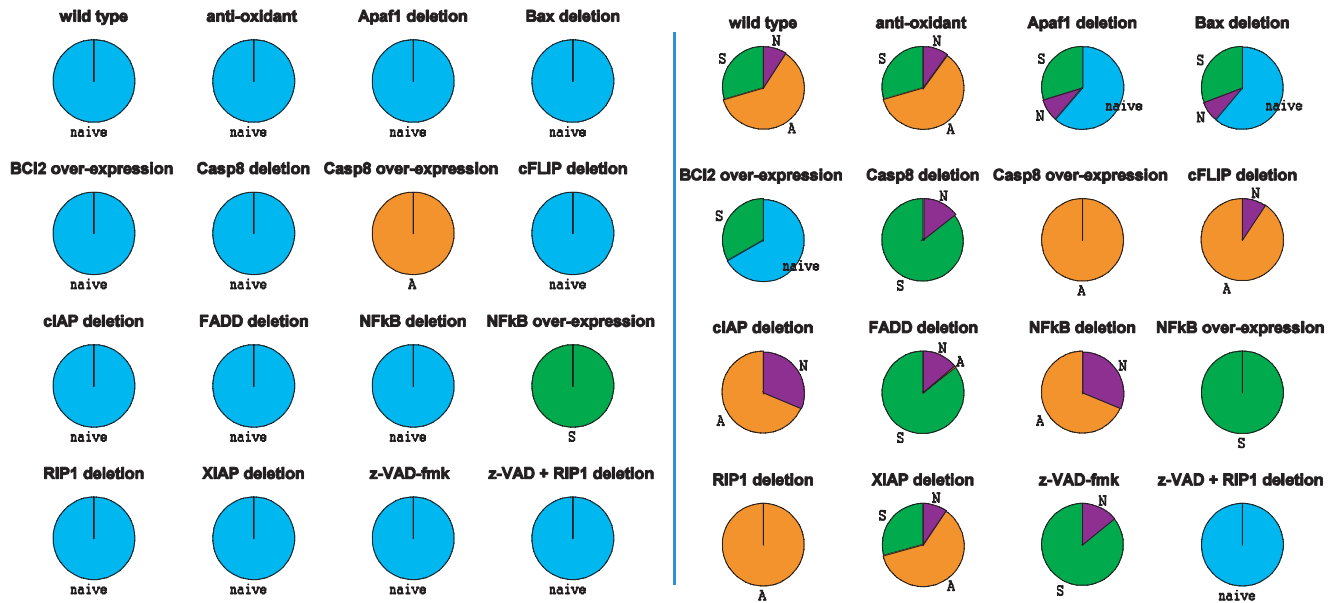 wild type
anti-oxidant
Apaf1 deletion
Bax deletion
naive
naive
naive
naive
BCl2 over-expression
Casp8 deletion
Casp8 over-expression
cFLIP deletion
naive
naive
A
naive
cIAP deletion
FADD deletion
NFkB deletion
NFkB over-expression
naive
naive
naive
S
RIP1 deletion
XIAP deletion
z-VAD-fmk
z-VAD + RIP1 deletion
naive
naive
naive
naive
wild type
anti-oxidant
Apaf1 deletion
Bax deletion
S
N
A
S
N
A
S
N
naive
S
N
naive
BCl2 over-expression
Casp8 deletion
Casp8 over-expression
cFLIP deletion
S
naive
N
S
A
N
A
cIAP deletion
FADD deletion
NFkB deletion
NFkB over-expression
N
A
N
A
S
N
A
S
RIP1 deletion
XIAP deletion
z-VAD-fmk
z-VAD + RIP1 deletion
A
S
N
A
N
S
naive